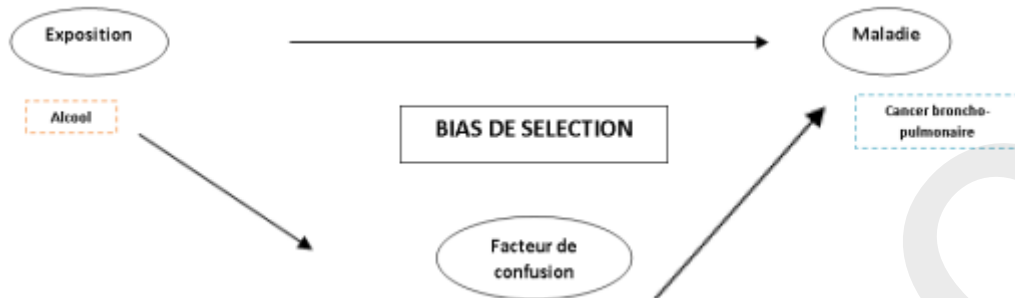 Exposition
Maladie
Alcool
BIAS DE SELECTION
Cancer broncho-
pulmonaire
Facteur de
confusion